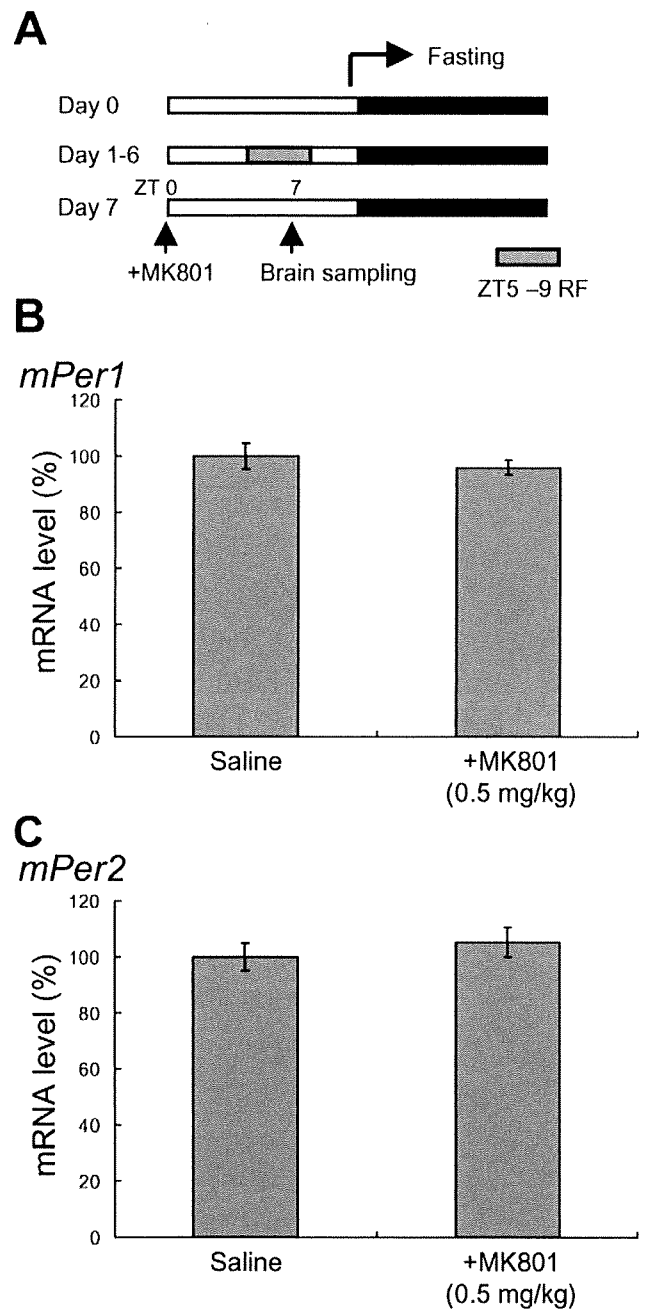 A
Fasting
Day 0
Day 1-6
ZT 0 7
Day 7
+MK801 Brain sampling
ZT5 –9 RF
B
mPer1
mRNA level (%)
120
100
80
60
40
20
0
Saline +MK801
(0.5 mg/kg)
C
mPer2
mRNA level (%)
120
100
80
60
40
20
0
Saline +MK801
(0.5 mg/kg)